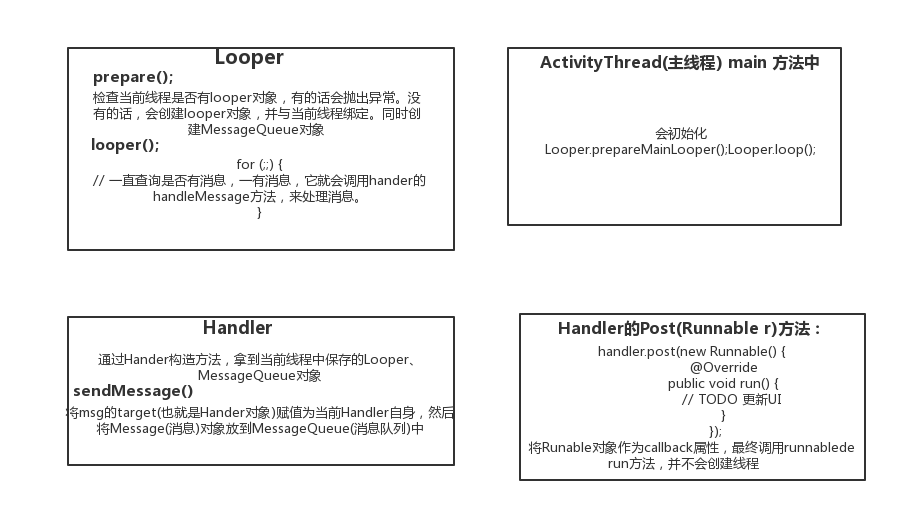 Looper
prepare();
检查当前线程是否有looper对象，有的话会抛出异常。没
有的话，会创建looper对象，并与当前线程绑定。同时创
建MessageQueue对象
looper();
for (;;) {
// 一直查询是否有消息，一有消息，它就会调用hander的
handleMessage方法，来处理消息。
}
ActivityThread(主线程) main 方法中
会初始化
Looper.prepareMainLooper();Looper.loop();
Handler
通过Hander构造方法，拿到当前线程中保存的Looper、
MessageQueue对象
sendMessage()
将msg的target(也就是Hander对象)赋值为当前Handler自身，然后
将Message(消息)对象放到MessageQueue(消息队列)中
Handler的Post(Runnable r)方法：
handler.post(new Runnable() {
@Override
public void run() {
// TODO 更新UI
}
});
将Runable对象作为callback属性，最终调用runnablede
run方法，并不会创建线程